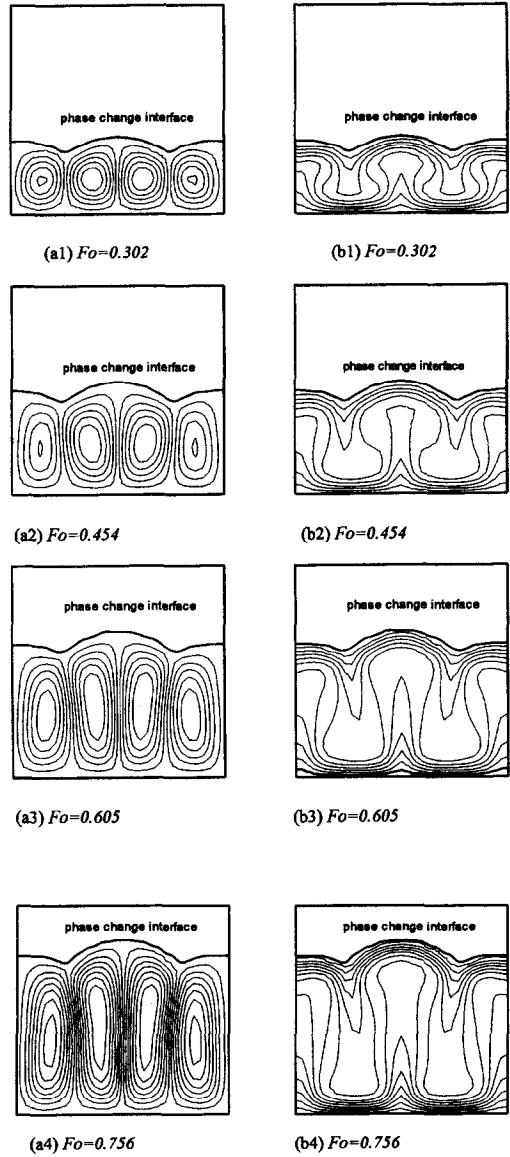 phase change interface
phase change interface
(a1) Fo=0.302
(b1) Fo=0.302
phase change interface
phase change interface
(a2) Fo=0.454
(b2) Fo=0.454
phase change interface
phase change interface
(a3) Fo=0.605
(b3) Fo=0.605
phase change interface
phase change interface
(a4) Fo=0.756
(b4) Fo=0.756